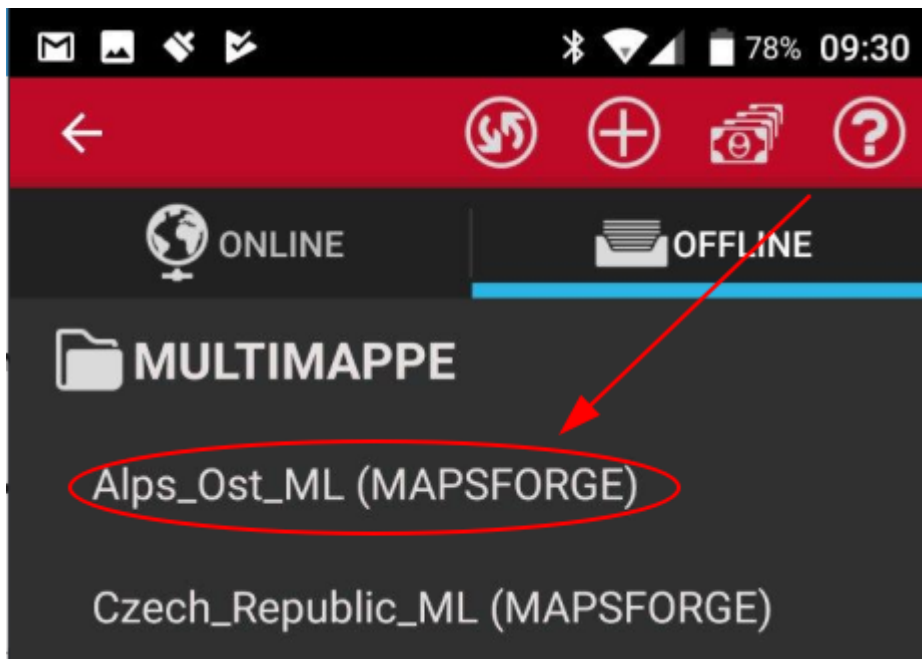 78% 09:30
ONLINE OFFLINE
MULTIMAPPE
Alps_Ost_ML (MAPSFORGE)
Czech_Republic_ML (MAPSFORGE)